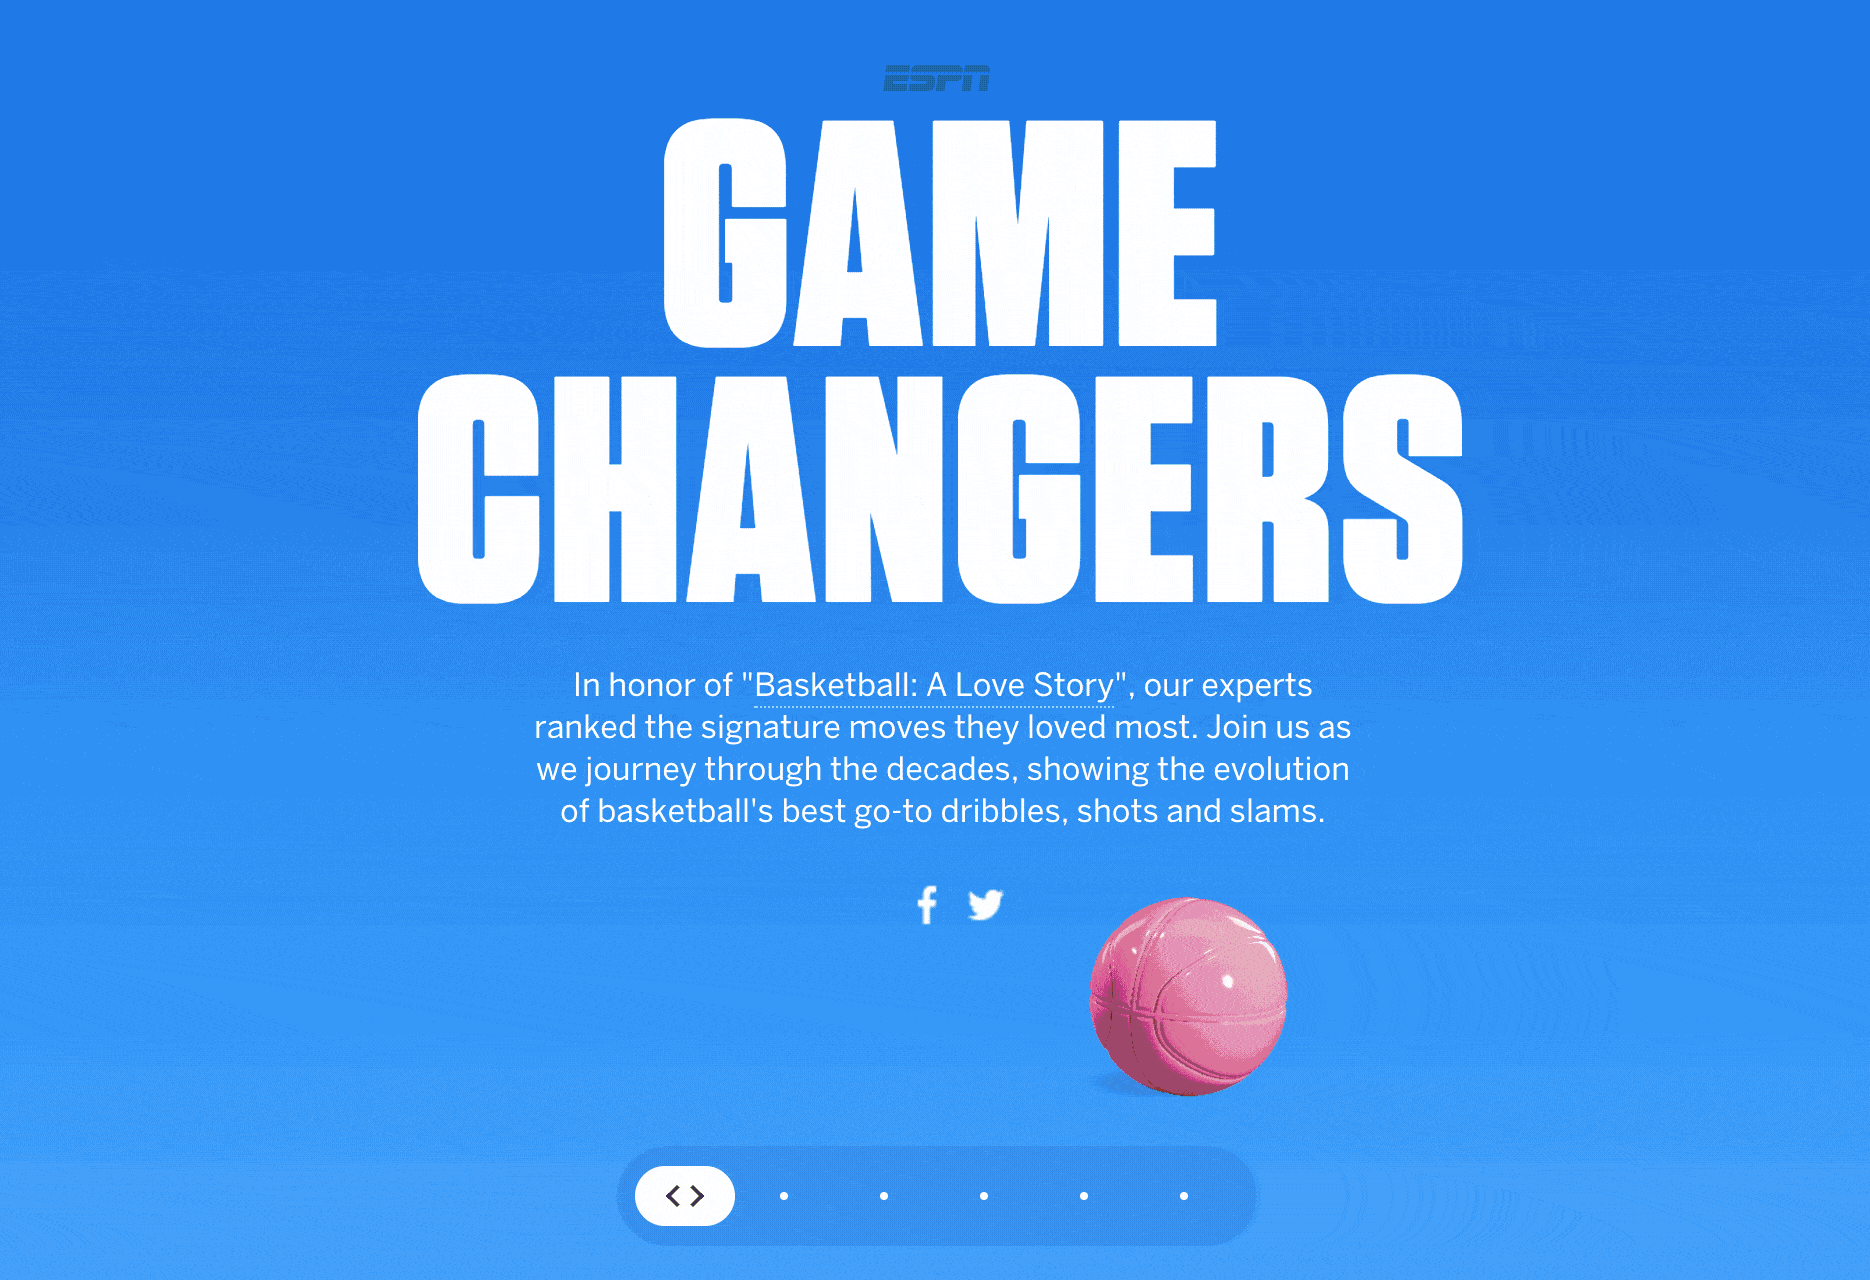 ESPN
GAME
CHANGERS
In honor of "Basketball: A Love Story", our experts
ranked the signature moves they loved most. Join us as
we journey through the decades, showing the evolution
of basketball's best go-to dribbles, shots and slams.